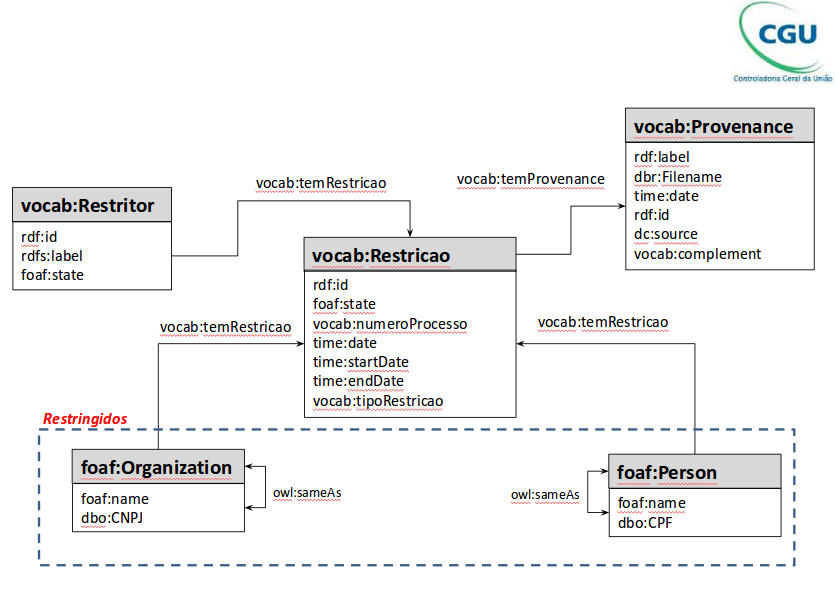 CGU
Controladoria Geral da União
vocab:Provenance
rdf:label
dbr:Filename
time:date
rdf:id
dc:source
vocab:complement
vocab:temRestricao
vocab:temProvenance
vocab:Restritor
rdf:id
rdfs:label
foaf:state
vocab:Restricao
rdf:id
foaf:state
vocab:numeroProcesso
time:date
time:startDate
time:endDate
vocab:tipoRestricao
vocab:temRestricao
vocab:temRestricao
Restringidos
foaf:Organization
foaf:name
dbo:CNPJ
owl:sameAs
owl:sameAs
foaf:Person
foaf:name
dbo:CPF